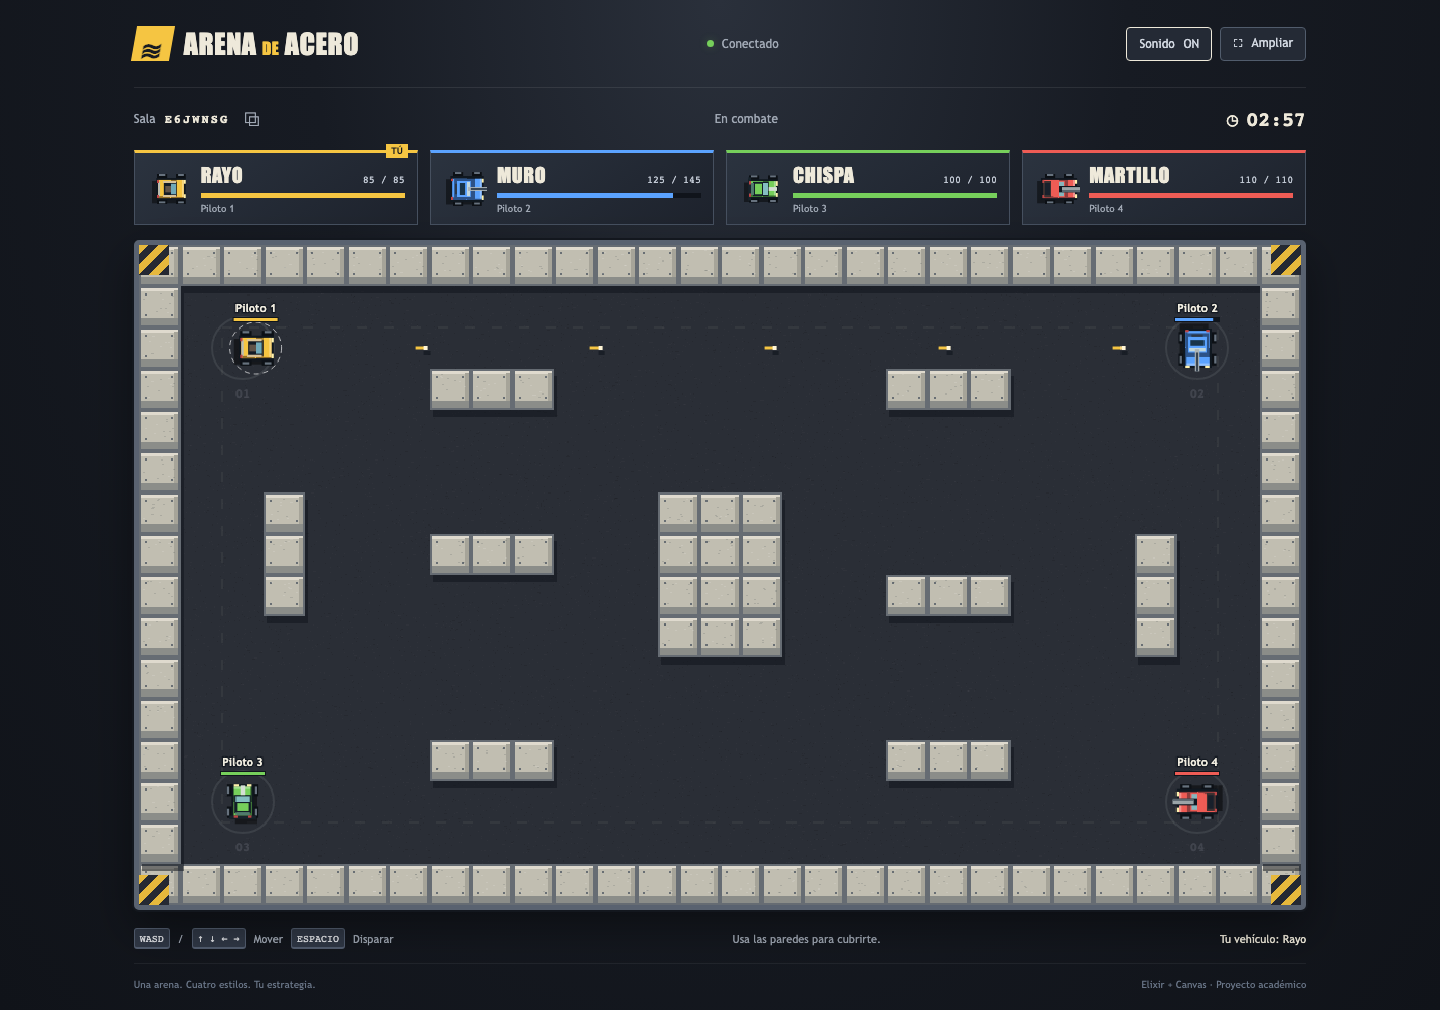 ARENA DE ACERO
Conectado
Sonido ON
Ampliar
Sala E6JWNSG
En combate
02:57
TÚ
RAYO
85 / 85
Piloto 1
MURO
125 / 145
Piloto 2
CHISPA
100 / 100
Piloto 3
MARTILLO
110 / 110
Piloto 4
Piloto 1
Piloto 2
01
02
Piloto 3
Piloto 4
03
04
WASD / ↑ ↓ ← → Mover ESPACIO Disparar
Usa las paredes para cubrirte.
Tu vehículo: Rayo
Una arena. Cuatro estilos. Tu estrategia.
Elixir + Canvas · Proyecto académico